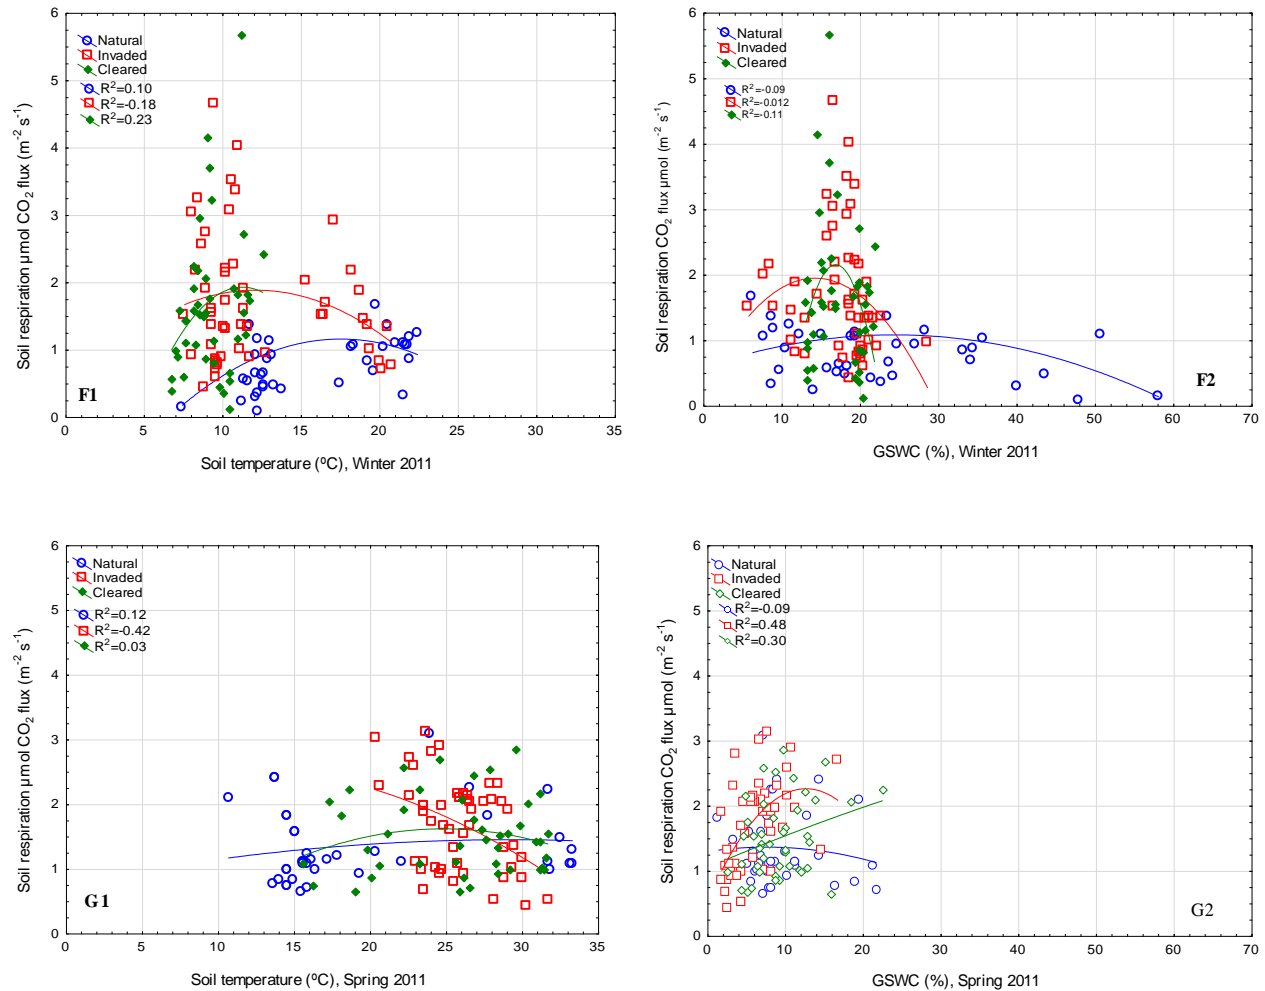 Natural
Invaded
Cleared
R²=0.10
R²=-0.18
R²=0.23
F1
0 1 2 3 4 5 6
0 5 10 15 20 25 30 35
Soil respiration µmol CO₂ flux (m⁻² s⁻¹)
Soil temperature (ºC), Winter 2011
Natural
Invaded
Cleared
R²=-0.09
R²=-0.012
R²=-0.11
F2
0 1 2 3 4 5 6
0 10 20 30 40 50 60 70
Soil respiration CO₂ flux µmol (m⁻² s⁻¹)
GSWC (%), Winter 2011
Natural
Invaded
Cleared
R²=0.12
R²=-0.42
R²=0.03
G1
0 1 2 3 4 5 6
0 5 10 15 20 25 30 35
Soil respiration µmol CO₂ flux (m⁻² s⁻¹)
Soil temperature (ºC), Spring 2011
Natural
Invaded
Cleared
R²=-0.09
R²=0.48
R²=0.30
G2
0 1 2 3 4 5 6
0 10 20 30 40 50 60 70
Soil respiration CO₂ flux µmol (m⁻² s⁻¹)
GSWC (%), Spring 2011